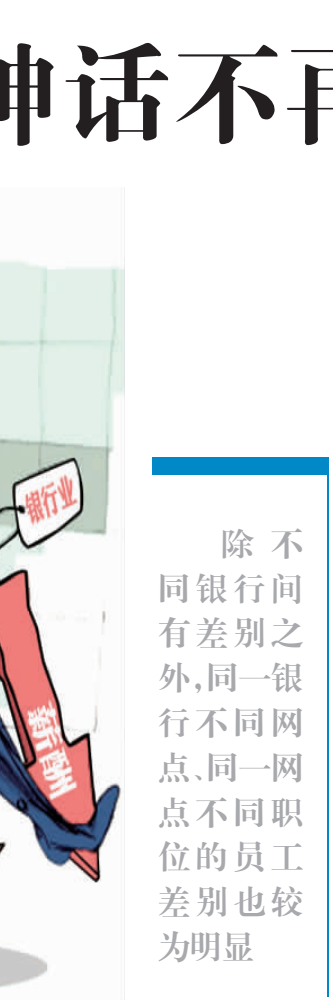 神话不再
银行业
薪酬
除不
同银行间
有差别之
外，同一银
行不同网
点、同一网
点不同职
位的员工
差别也较
为明显